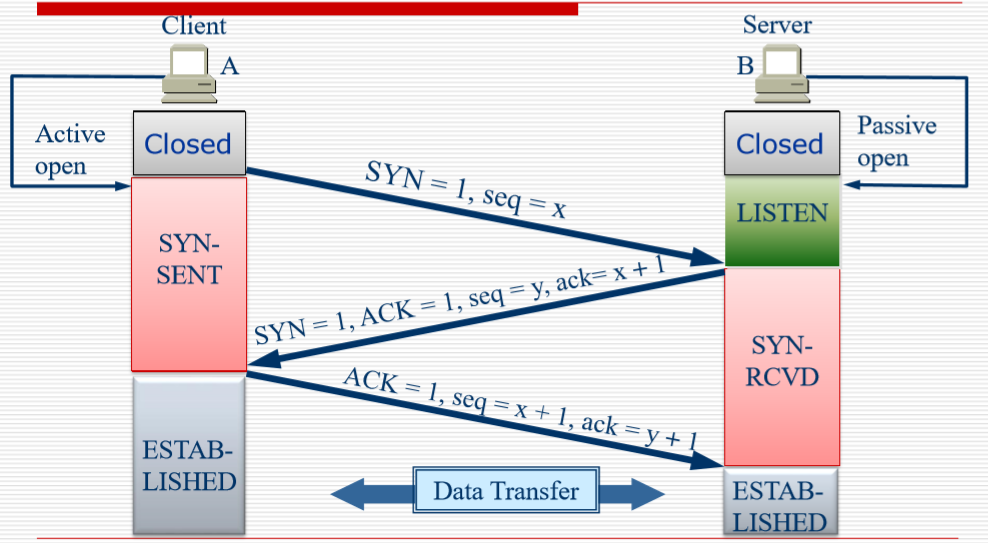 Client
Server
A
B
Active
open
Closed
Closed
Passive
open
SYN = 1, seq = x
LISTEN
SYN-
SENT
SYN = 1, ACK = 1, seq = y, ack= x + 1
SYN-
RCVD
ACK = 1, seq = x + 1, ack = y + 1
ESTAB-
LISHED
Data Transfer
ESTAB-
LISHED